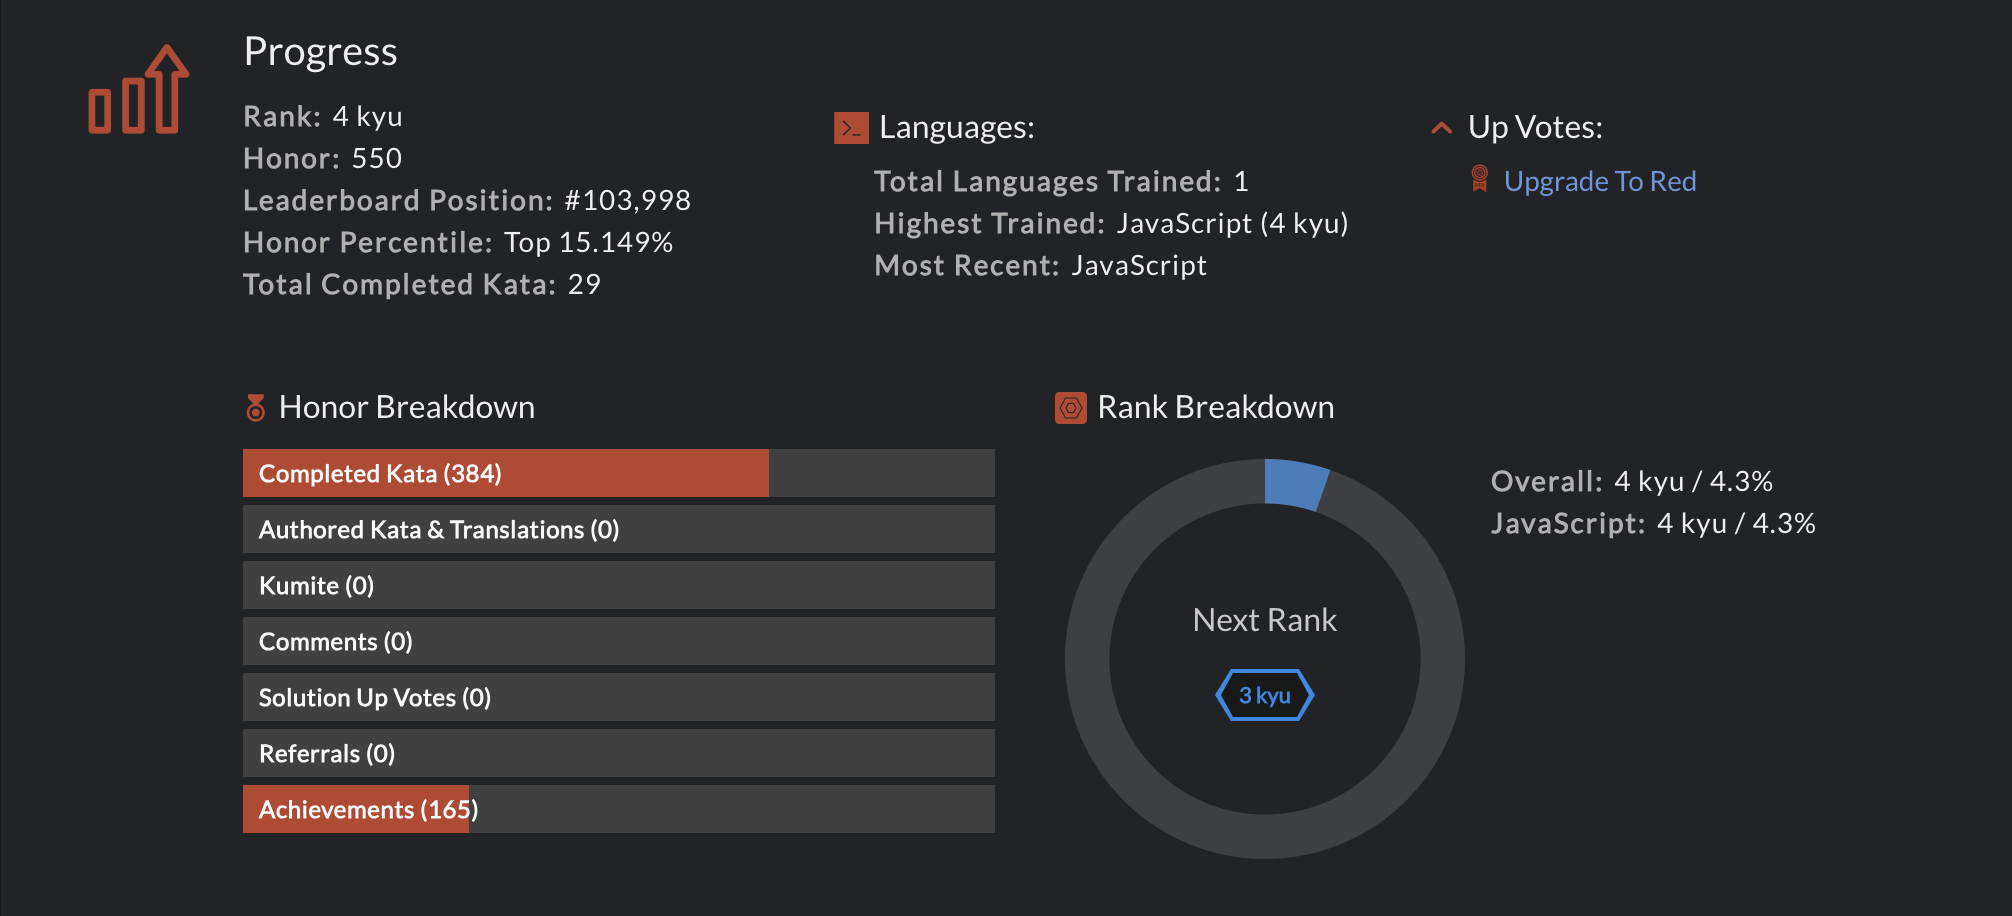 Progress
Rank: 4 kyu
Honor: 550
Leaderboard Position: #103,998
Honor Percentile: Top 15.149%
Total Completed Kata: 29
Languages:
Total Languages Trained: 1
Highest Trained: JavaScript (4 kyu)
Most Recent: JavaScript
Up Votes:
Upgrade To Red
Honor Breakdown
Completed Kata (384)
Authored Kata & Translations (0)
Kumite (0)
Comments (0)
Solution Up Votes (0)
Referrals (0)
Achievements (165)
Rank Breakdown
Next Rank
3 kyu
Overall: 4 kyu / 4.3%
JavaScript: 4 kyu / 4.3%